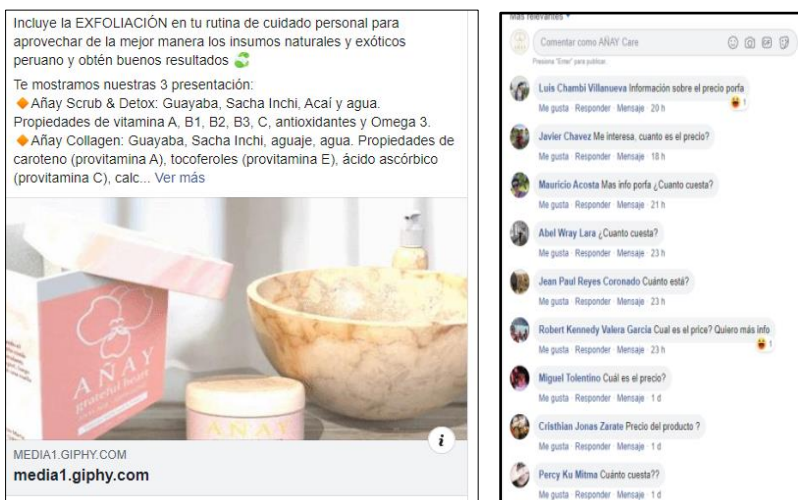 Incluye la EXFOLIACIÓN en tu rutina de cuidado personal para
aprovechar de la mejor manera los insumos naturales y exóticos
peruano y obtén buenos resultados
Te mostramos nuestras 3 presentación:
Añay Scrub & Detox: Guayaba, Sacha Inchi, Acaí y agua.
Propiedades de vitamina A, B1, B2, B3, C, antioxidantes y Omega 3.
Añay Collagen: Guayaba, Sacha Inchi, aguaje, agua. Propiedades de
caroteno (provitamina A), tocoferoles (provitamina E), ácido ascórbico
(provitamina C), calc... Ver más
AÑAY
grateful heart
AÑAY
MEDIA1.GIPHY.COM
media1.giphy.com
Más relevantes
Comentar como AÑAY Care
Presiona "Enter" para publicar.
Luis Chambi Villanueva Información sobre el precio porfa
1
Me gusta · Responder · Mensaje · 20 h
Javier Chavez Me interesa, cuanto es el precio?
Me gusta · Responder · Mensaje · 18 h
Mauricio Acosta Mas info porfa ¿Cuanto cuesta?
Me gusta · Responder · Mensaje · 21 h
Abel Wray Lara ¿Cuanto cuesta?
Me gusta · Responder · Mensaje · 23 h
Jean Paul Reyes Coronado Cuánto está?
Me gusta · Responder · Mensaje · 23 h
Robert Kennedy Valera Garcia Cual es el price? Quiero más info
1
Me gusta · Responder · Mensaje · 23 h
Miguel Tolentino Cuál es el precio?
Me gusta · Responder · Mensaje · 1 d
Cristhian Jonas Zarate Precio del producto ?
Me gusta · Responder · Mensaje · 1 d
Percy Ku Mitma Cuánto cuesta??
Me gusta · Responder · Mensaje · 1 d